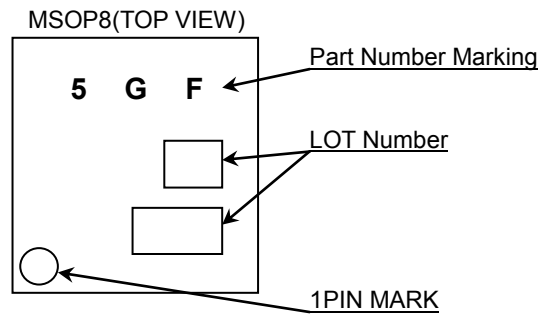 MSOP8(TOP VIEW)
Part Number Marking
5 G F
LOT Number
1PIN MARK